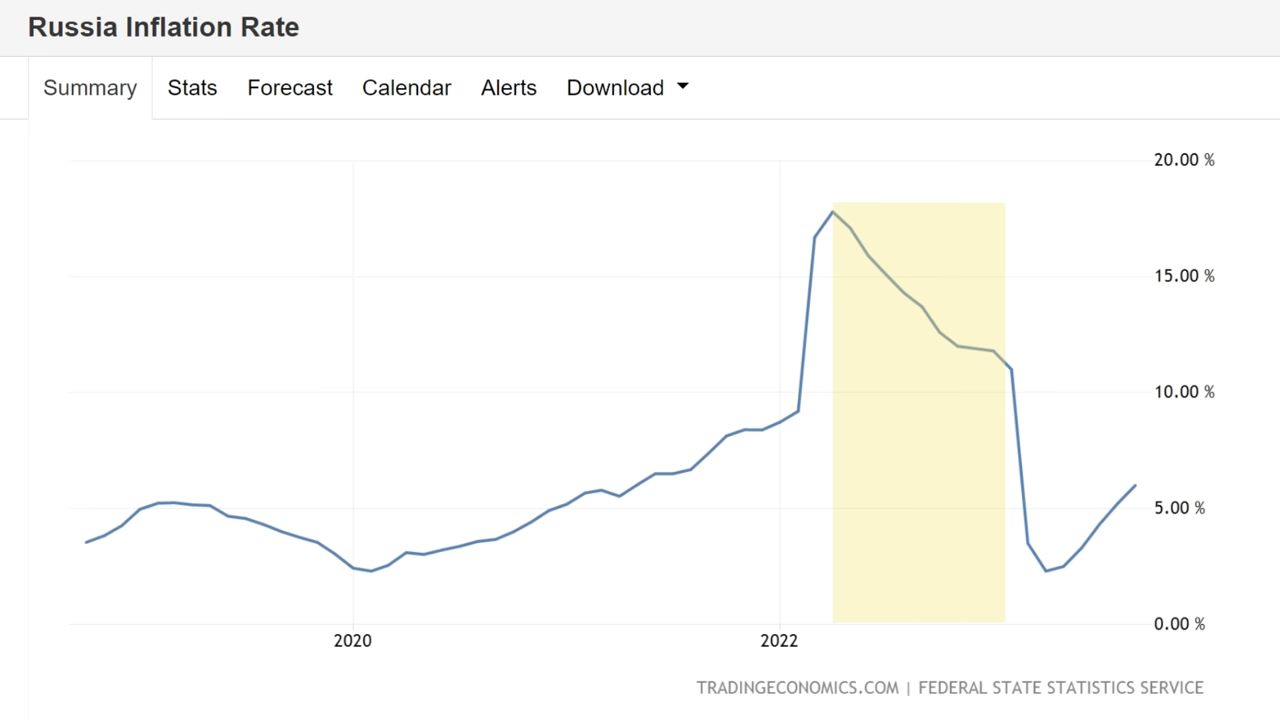 Russia Inflation Rate
Summary Stats Forecast Calendar Alerts Download
20.00 %
15.00 %
10.00 %
5.00 %
0.00 %
2020 2022
TRADINGECONOMICS.COM | FEDERAL STATE STATISTICS SERVICE